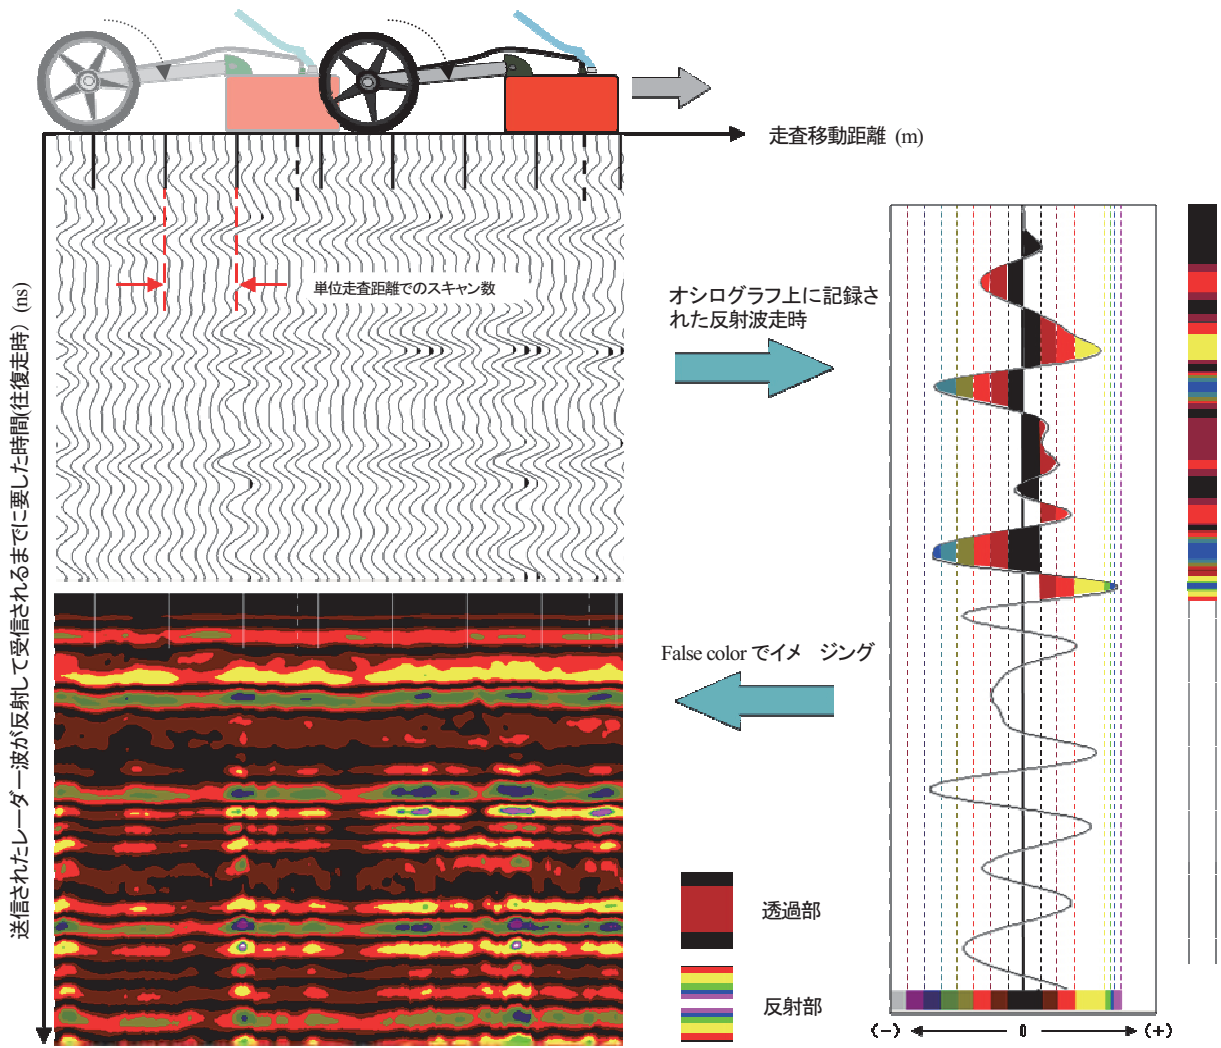 走査移動距離 (m)
送信されたレーダー波が反射して受信されるまでに要した時間(往復走時) (ns)
単位走査距離でのスキャン数
オシログラフ上に記録さ
れた反射波走時
False color でイメ ジング
透過部
反射部
(-) 0 (+)